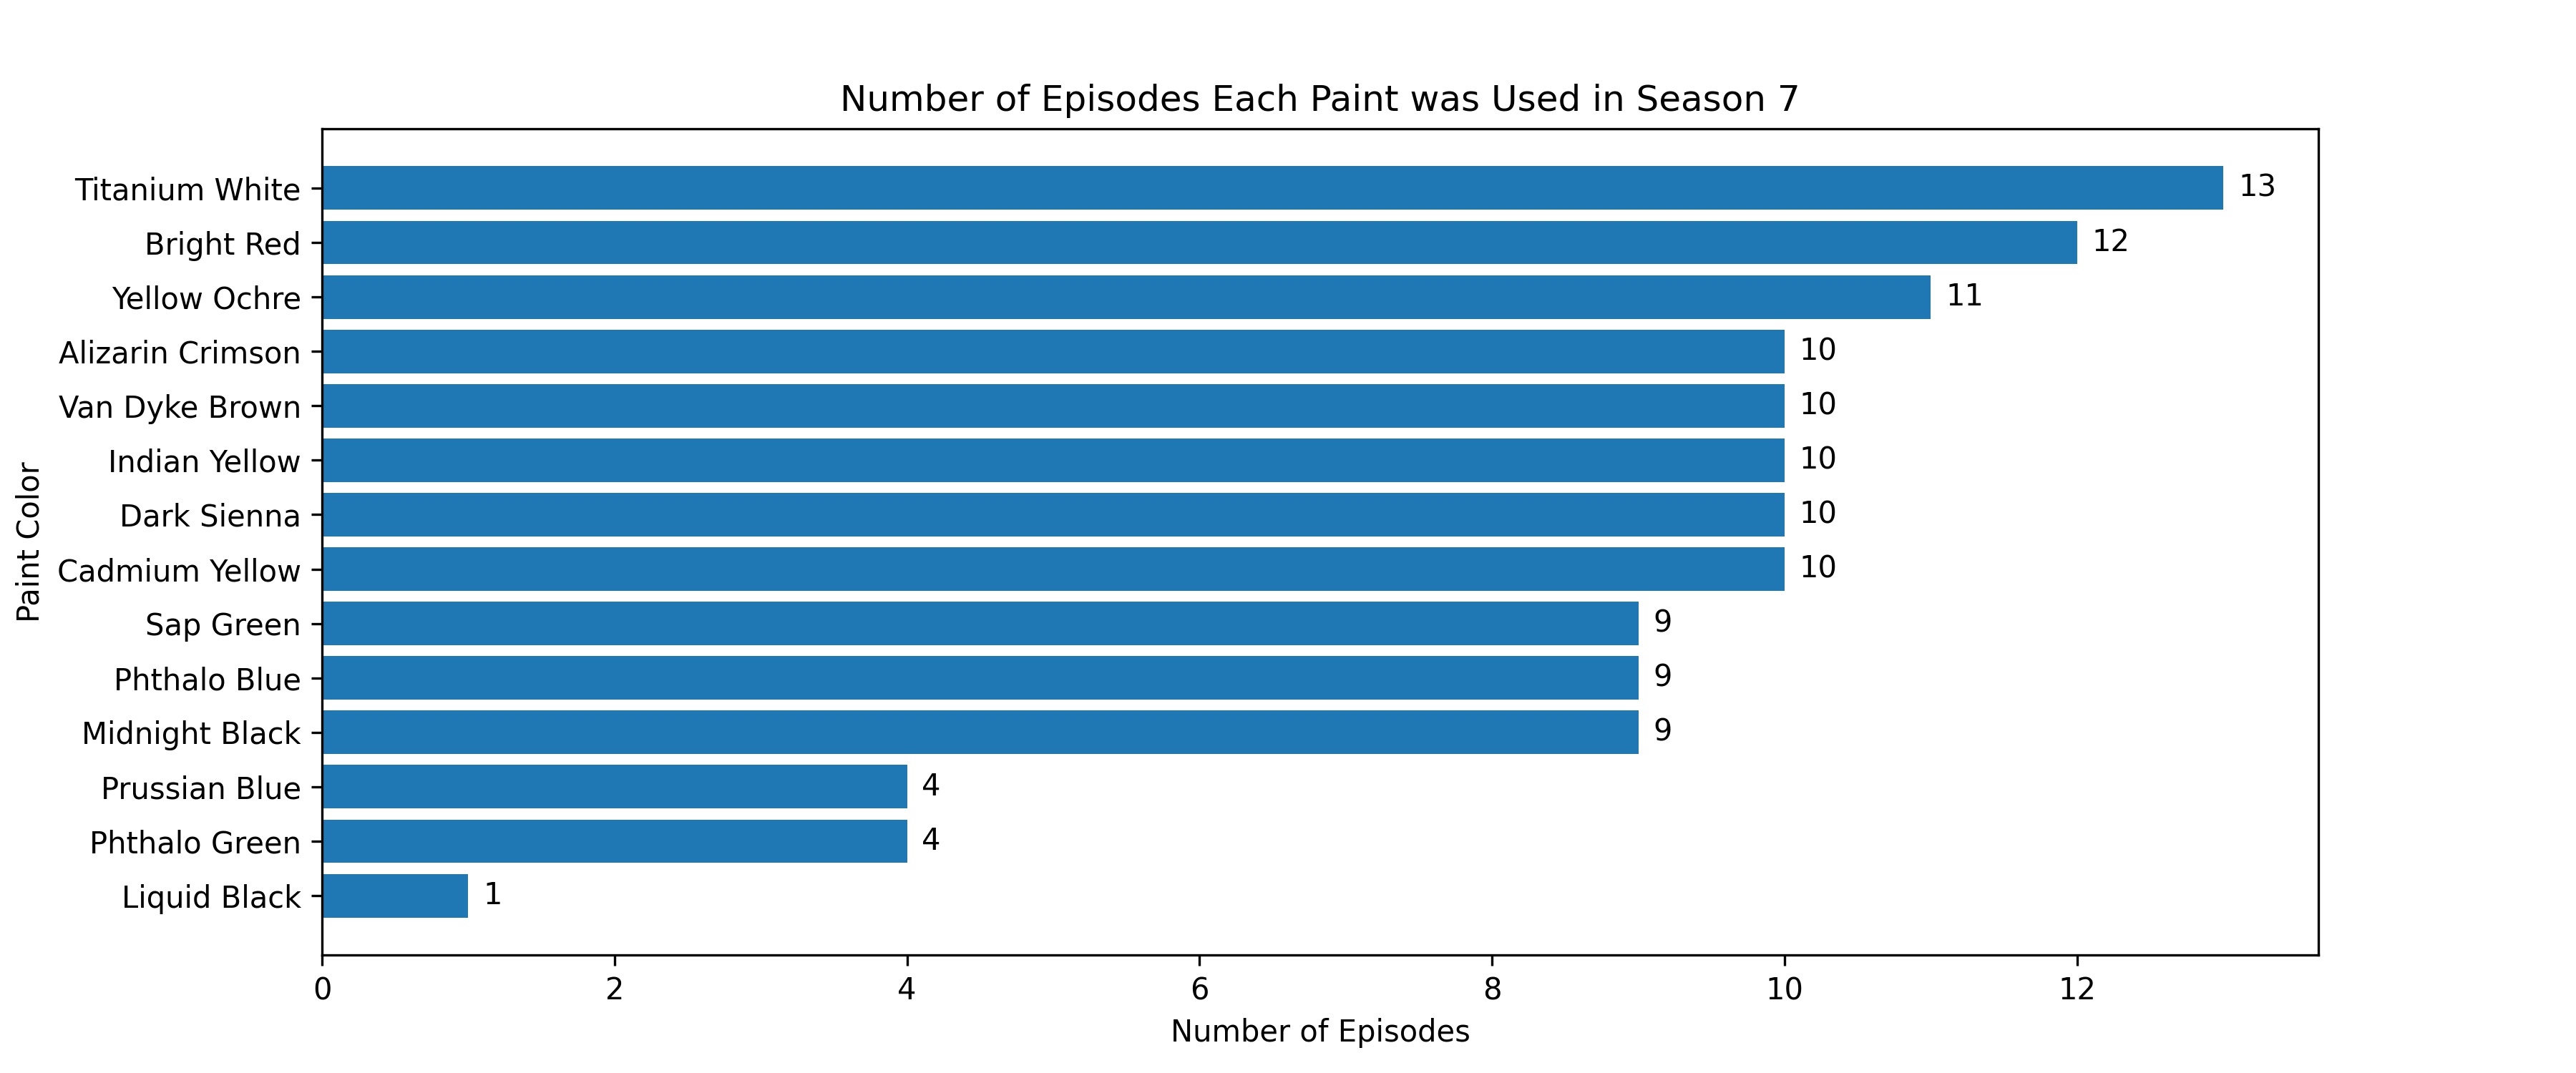 Number of Episodes Each Paint was Used in Season 7
Paint Color
Titanium White 13
Bright Red 12
Yellow Ochre 11
Alizarin Crimson 10
Van Dyke Brown 10
Indian Yellow 10
Dark Sienna 10
Cadmium Yellow 10
Sap Green 9
Phthalo Blue 9
Midnight Black 9
Prussian Blue 4
Phthalo Green 4
Liquid Black 1
0 2 4 6 8 10 12
Number of Episodes